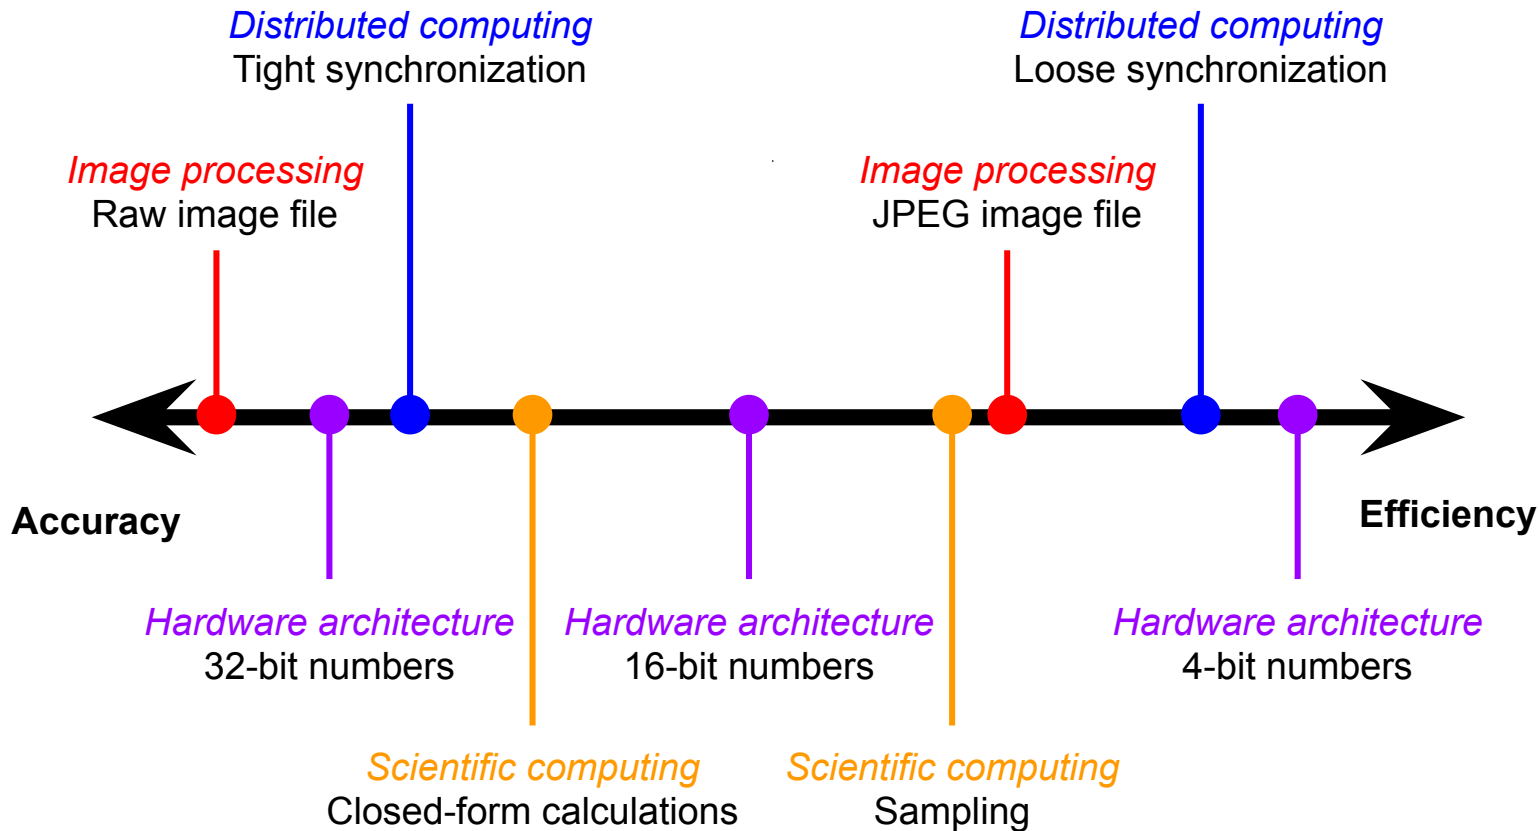 Distributed computing
Tight synchronization
Distributed computing
Loose synchronization
Image processing
Raw image file
Image processing
JPEG image file
Accuracy
Efficiency
Hardware architecture
32-bit numbers
Hardware architecture
16-bit numbers
Hardware architecture
4-bit numbers
Scientific computing
Closed-form calculations
Scientific computing
Sampling